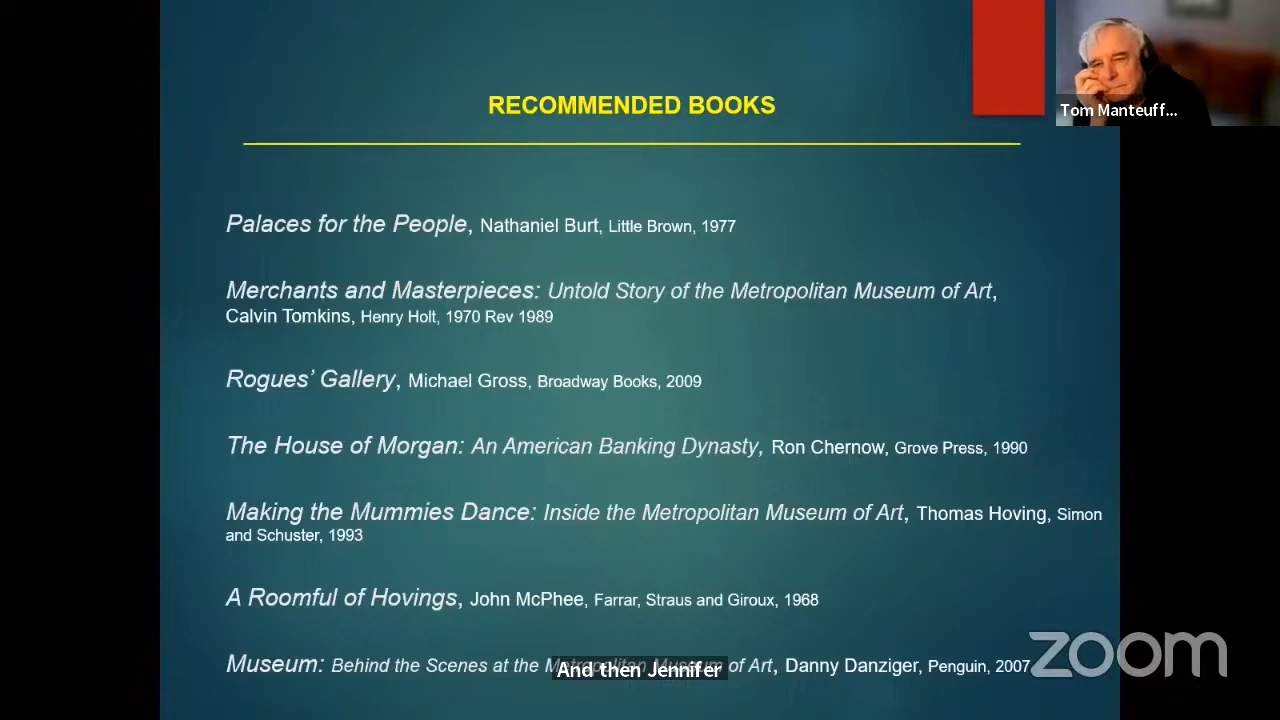 RECOMMENDED BOOKS
Tom Manteuff...
Palaces for the People, Nathaniel Burt, Little Brown, 1977
Merchants and Masterpieces: Untold Story of the Metropolitan Museum of Art,
Calvin Tomkins, Henry Holt, 1970 Rev 1989
Rogues’ Gallery, Michael Gross, Broadway Books, 2009
The House of Morgan: An American Banking Dynasty, Ron Chernow, Grove Press, 1990
Making the Mummies Dance: Inside the Metropolitan Museum of Art, Thomas Hoving, Simon
and Schuster, 1993
A Roomful of Hovings, John McPhee, Farrar, Straus and Giroux, 1968
Museum: Behind the Scenes at the Metropolitan Museum of Art, Danny Danziger, Penguin, 2007
And then Jennifer
zoom